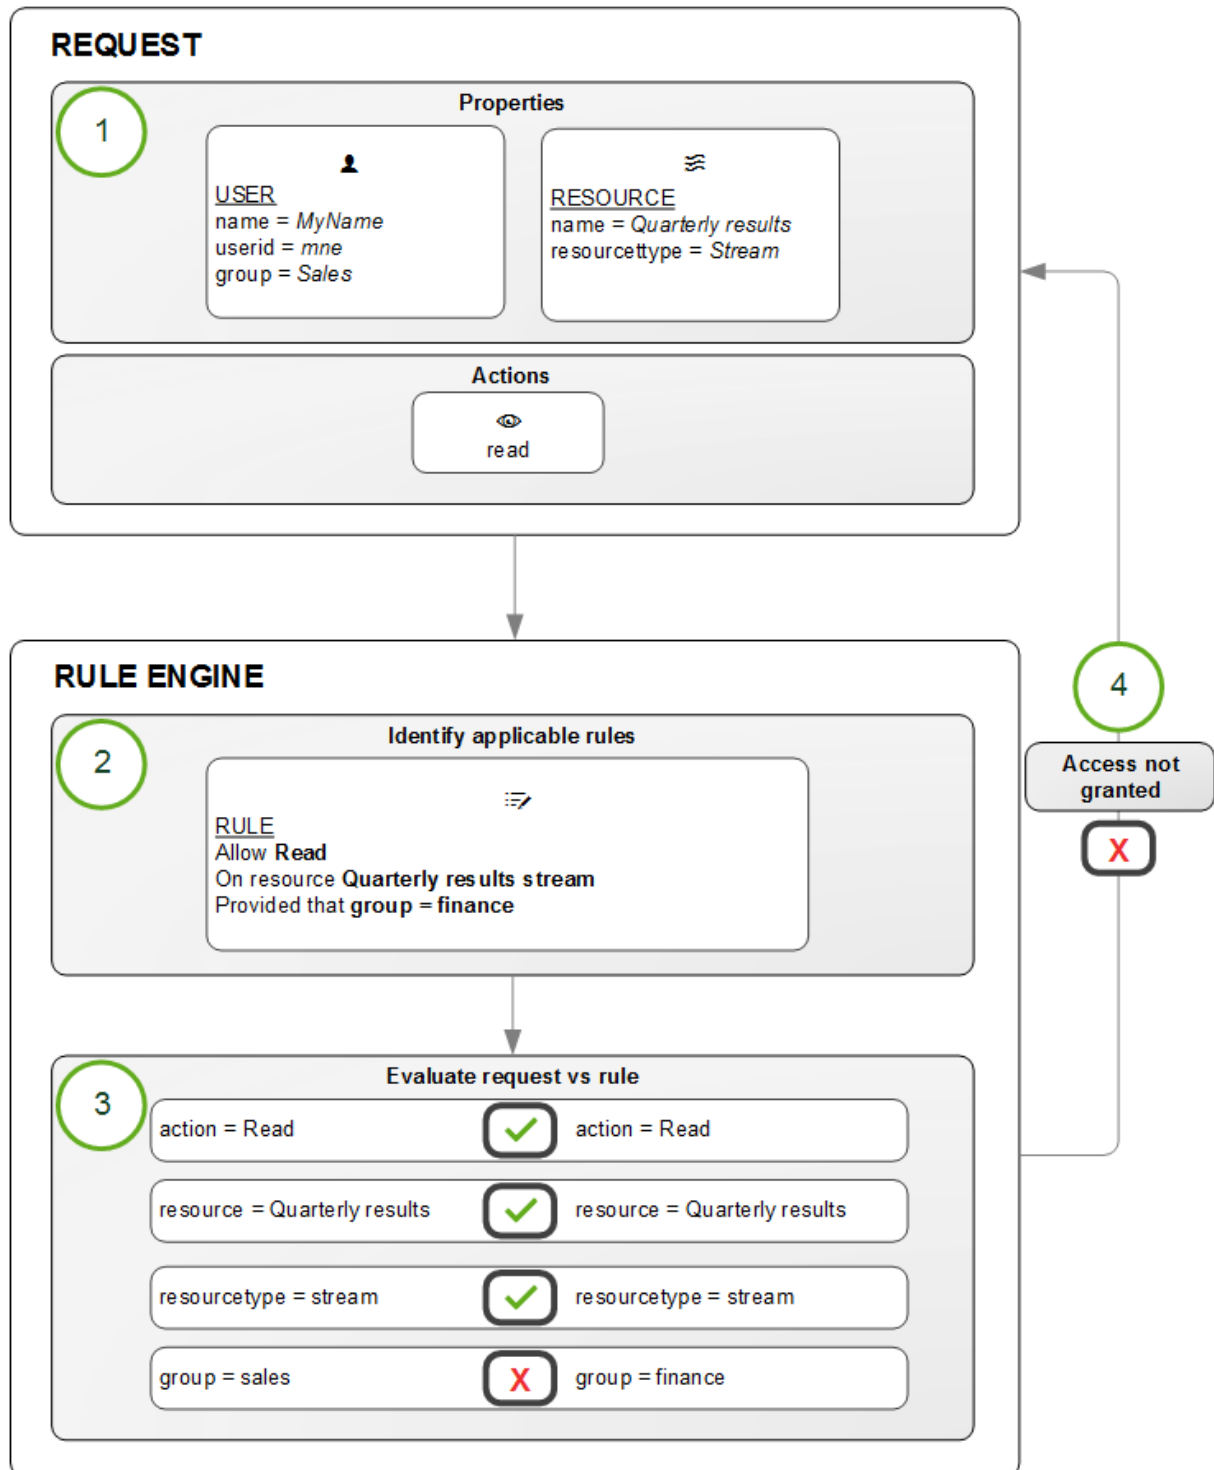 REQUEST
1
Properties
USER
name = MyName
userid = mne
group = Sales
RESOURCE
name = Quarterly results
resourcettype = Stream
Actions
read
RULE ENGINE
2
Identify applicable rules
RULE
Allow Read
On resource Quarterly results stream
Provided that group = finance
4
Access not
granted
X
3
Evaluate request vs rule
action = Read action = Read
resource = Quarterly results resource = Quarterly results
resourcetype = stream resourcetype = stream
group = sales X group = finance